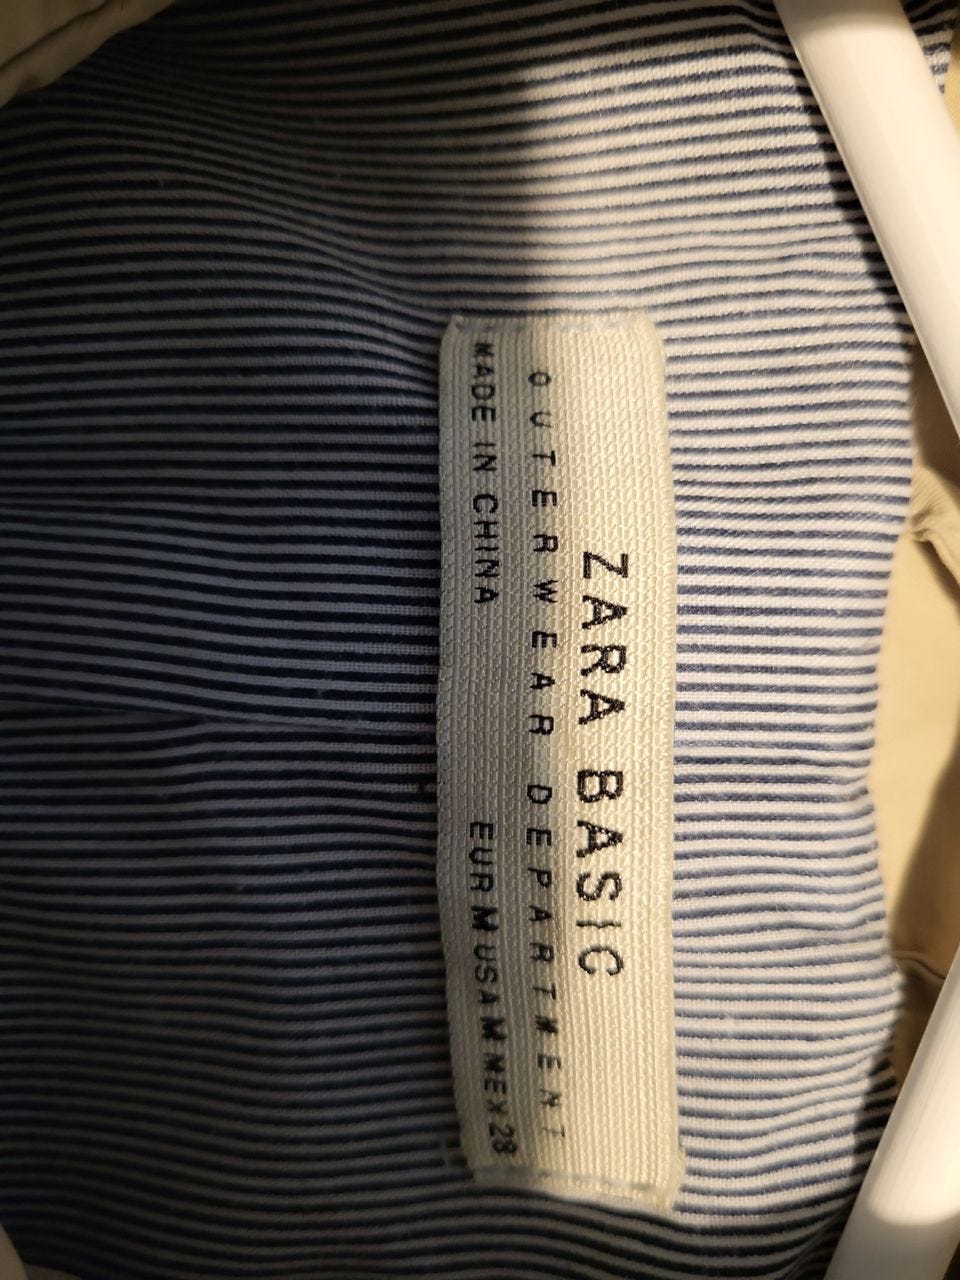 ZARA BASIC
OUTERWEAR DEPARTMENT
MADE IN CHINA EUR M USA M MEX 28